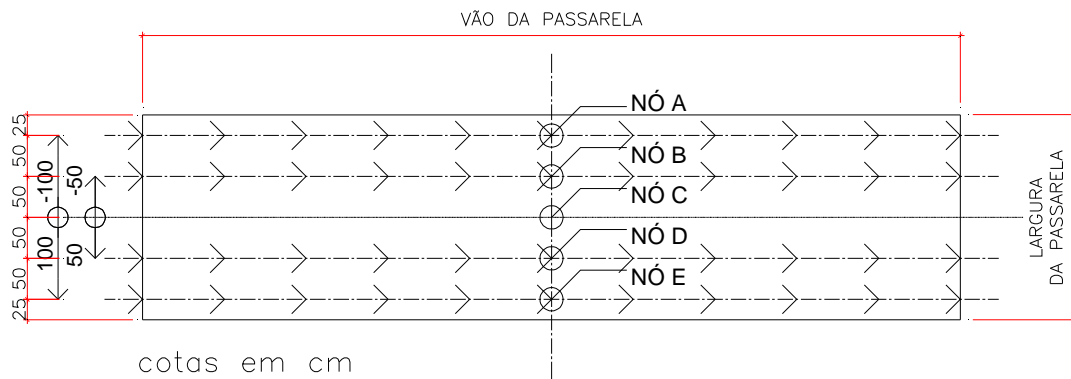 VÃO DA PASSARELA
NÓ A
NÓ B
NÓ C
NÓ D
NÓ E
25
50
50
50
50
25
-100
-50
100
50
LARGURA
DA PASSARELA
cotas em cm